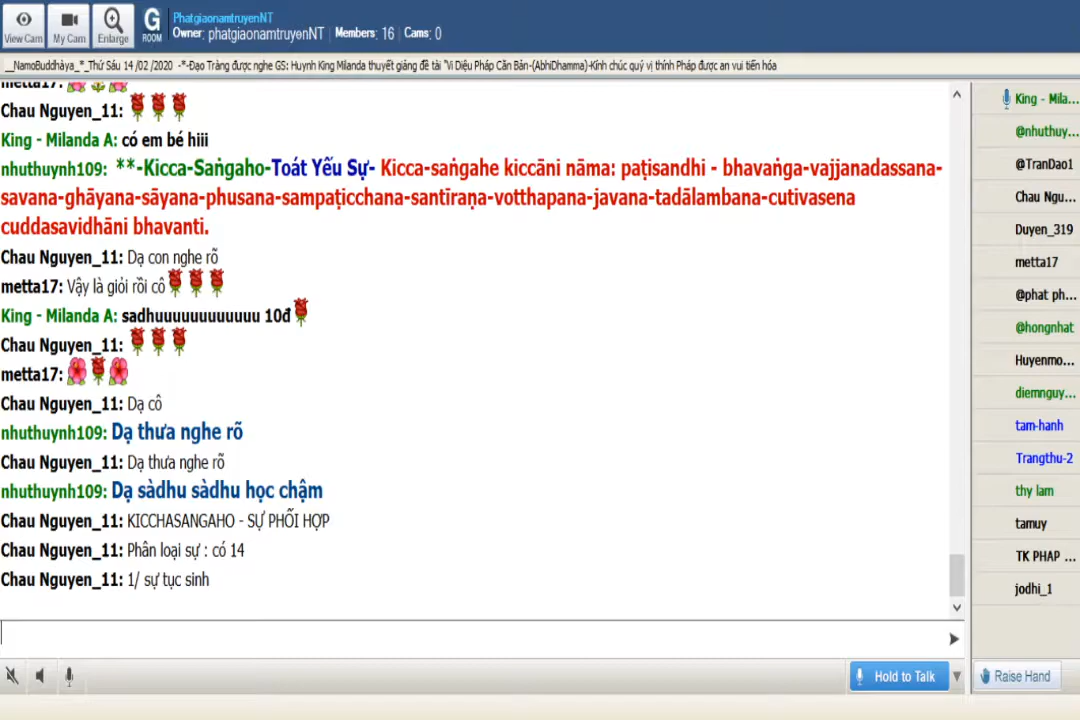 PhatgiaonamtruyenNT
Owner: phatgiaonamtruyenNT | Members: 16 | Cams: 0
View Cam
My Cam
Enlarge
G
ROOM
__NamoBuddhàya_*_Thứ Sáu 14 /02 /2020 -*-Đạo Tràng được nghe GS: Huynh King Milanda thuyết giảng đề tài "Vi Diệu Pháp Căn Bản-(AbhiDhamma)-Kính chúc quý vị thính Pháp được an vui tiến hóa
metta17:
Chau Nguyen_11:
King - Milanda A: có em bé hiii
nhuthuynh109: **-Kicca-Saṅgaho-Toát Yếu Sự- Kicca-saṅgahe kiccāni nāma: paṭisandhi - bhavaṅga-vajjanadassana-
savana-ghāyana-sāyana-phusana-sampaṭicchana-santīraṇa-votthapana-javana-tadālambana-cutivasena
cuddasavidhāni bhavanti.
Chau Nguyen_11: Dạ con nghe rõ
metta17: Vậy là giỏi rồi cô
King - Milanda A: sadhuuuuuuuuuuuu 10đ
Chau Nguyen_11:
metta17:
Chau Nguyen_11: Dạ cô
nhuthuynh109: Dạ thưa nghe rõ
Chau Nguyen_11: Dạ thưa nghe rõ
nhuthuynh109: Dạ sàdhu sàdhu học chậm
Chau Nguyen_11: KICCHASANGAHO - SỰ PHỐI HỢP
Chau Nguyen_11: Phân loại sự : có 14
Chau Nguyen_11: 1/ sự tục sinh
King - Mila...
@nhuthuy...
@TranDao1
Chau Ngu...
Duyen_319
metta17
@phat ph...
@hongnhat
Huyenmo...
diemnguy...
tam-hanh
Trangthu-2
thy lam
tamuy
TK PHAP ...
jodhi_1
Hold to Talk
Raise Hand